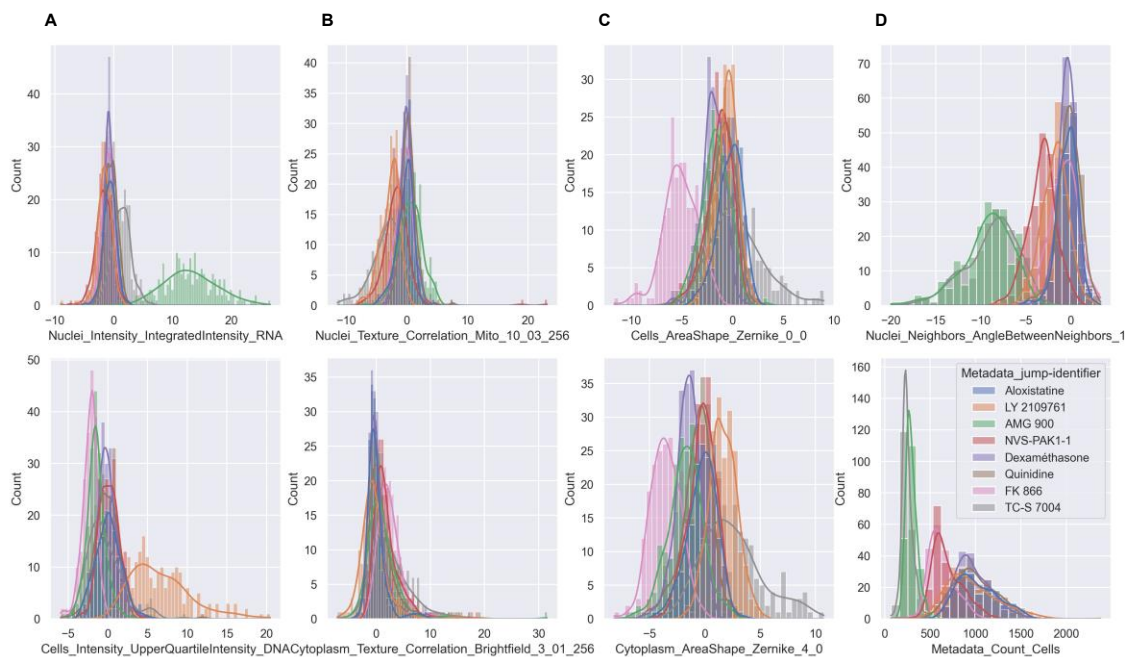 A B C D
Count
40
30
20
10
0
−10 0 10 20
Nuclei_Intensity_IntegratedIntensity_RNA
40
35
30
25
20
15
10
5
0
−10 0 10 20
Nuclei_Texture_Correlation_Mito_10_03_256
Count
30
25
20
15
10
5
0
−10 −5 0 5 10
Cells_AreaShape_Zernike_0_0
Count
70
60
50
40
30
20
10
0
−20 −15 −10 −5 0
Nuclei_Neighbors_AngleBetweenNeighbors_1
Count
50
40
30
20
10
0
−5 0 5 10 15 20
Cells_Intensity_UpperQuartileIntensity_DNA
Count
35
30
25
20
15
10
5
0
0 10 20 30
Cytoplasm_Texture_Correlation_Brightfield_3_01_256
Count
35
30
25
20
15
10
5
0
−5 0 5 10
Cytoplasm_AreaShape_Zernike_4_0
Count
160
140
120
100
80
60
40
20
0
0 500 1000 1500 2000
Metadata_Count_Cells
Count
Metadata_jump-identifier
Aloxistatine
LY 2109761
AMG 900
NVS-PAK1-1
Dexaméthasone
Quinidine
FK 866
TC-S 7004